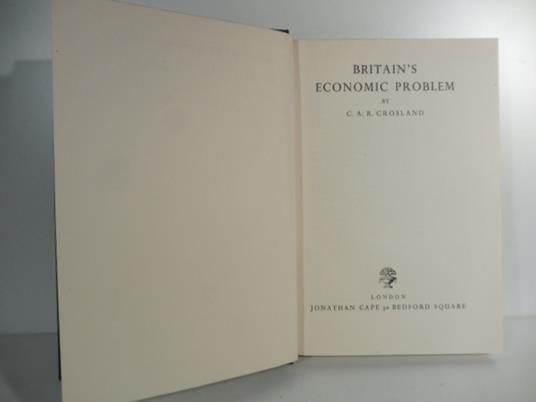 BRITAIN'S
ECONOMIC PROBLEM
BY
C. A. R. CROSLAND
LONDON
JONATHAN CAPE 30 BEDFORD SQUARE